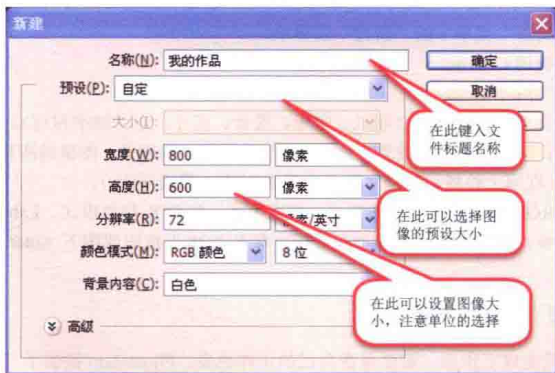 新建
名称(N): 我的作品
确定
预设(P): 自定
取消
大小(I):
在此键入文
件标题名称
宽度(W): 800 像素
高度(H): 600 像素
在此可以选择图
像的预设大小
分辨率(R): 72 像素/英寸
颜色模式(M): RGB 颜色 8 位
背景内容(C): 白色
在此可以设置图像大
小，注意单位的选择
高级